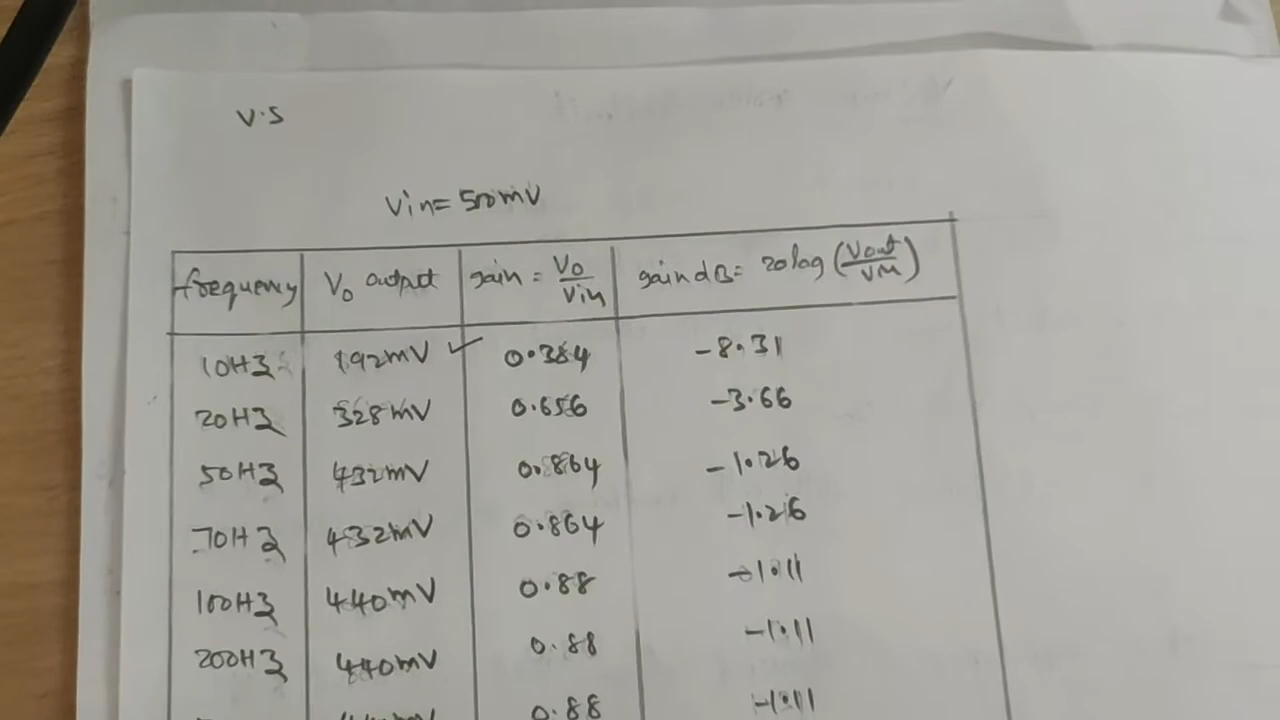 V.S
Vin= 500mV
frequency V₀ output gain = V₀/Vin gain dB= 20log (Vout/VM)
10Hz 192mV ✓ 0.384 -8.31
20Hz 328mV 0.656 -3.66
50Hz 432mV 0.864 -1.26
70Hz 432mV 0.864 -1.26
100Hz 440mV 0.88 -1.11
200Hz 440mV 0.88 -1.11
0.88 -1.11